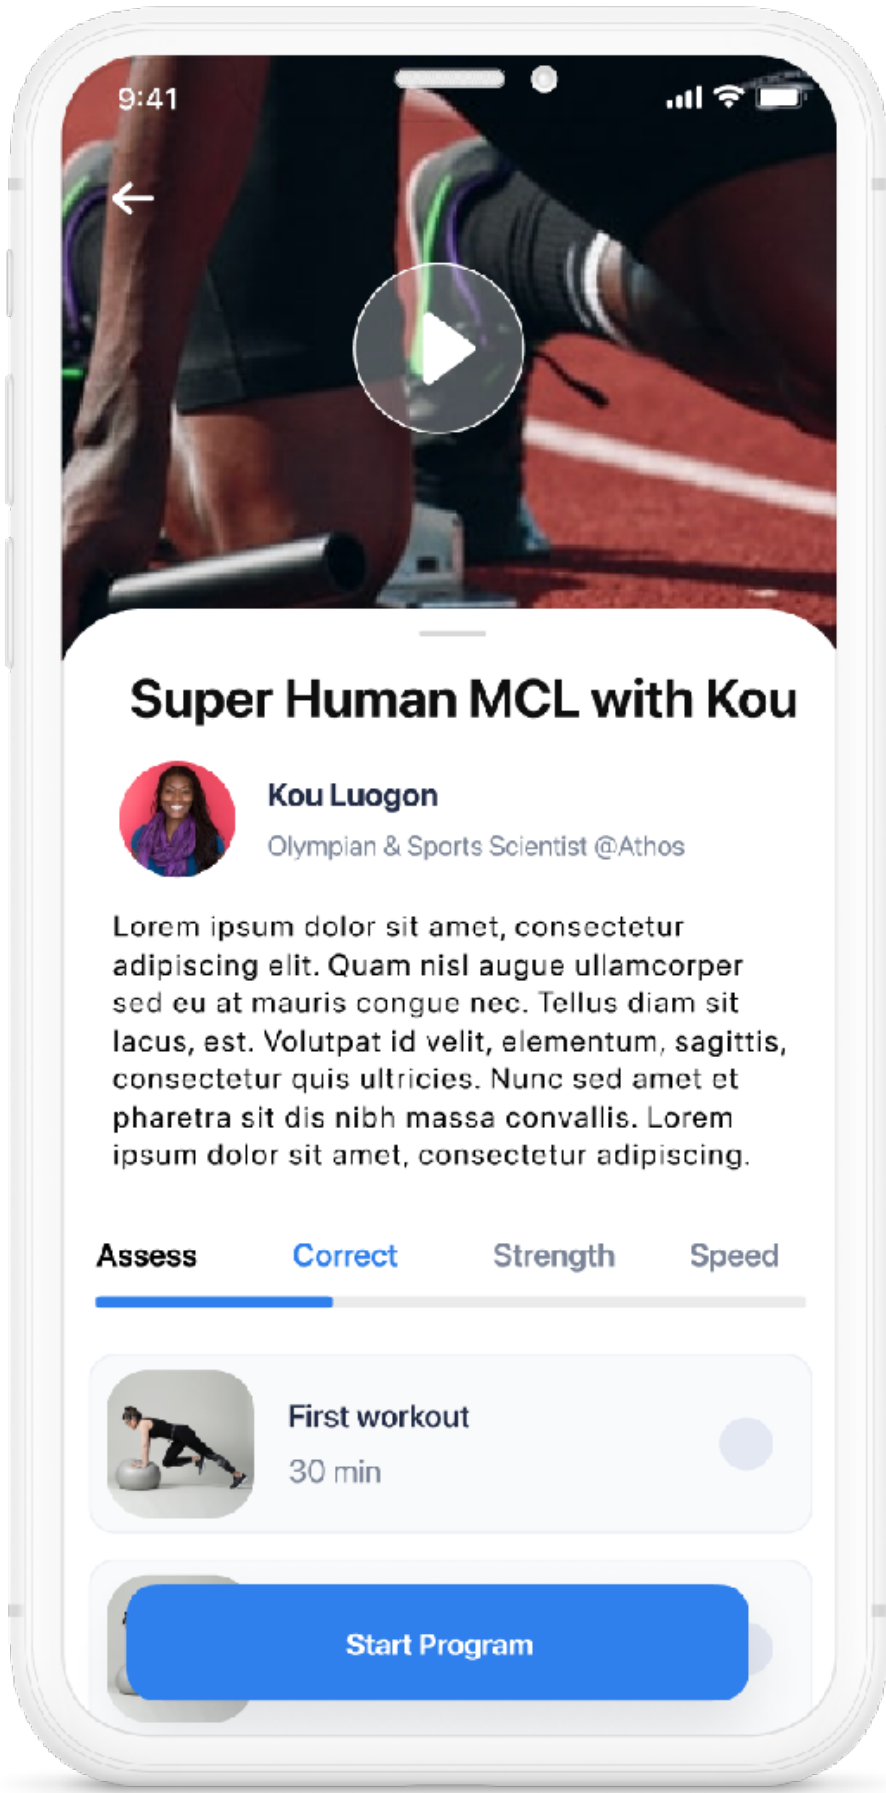 9:41
Super Human MCL with Kou
Kou Luogon
Olympian & Sports Scientist @Athos
Lorem ipsum dolor sit amet, consectetur
adipiscing elit. Quam nisl augue ullamcorper
sed eu at mauris congue nec. Tellus diam sit
lacus, est. Volutpat id velit, elementum, sagittis,
consectetur quis ultricies. Nunc sed amet et
pharetra sit dis nibh massa convallis. Lorem
ipsum dolor sit amet, consectetur adipiscing.
Assess Correct Strength Speed
First workout
30 min
Start Program